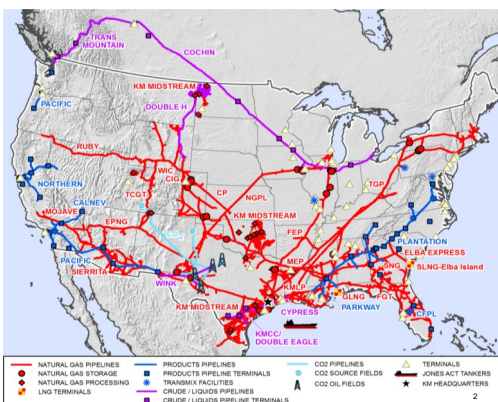 TRANS
MOUNTAIN
COCHIN
KM MIDSTREAM
PACIFIC
DOUBLE H
RUBY
WIC
CIG
CP
NGPL
TGP
NORTHERN
CALNEV
TCGT
MOJAVE
EPNG
CO2
KM MIDSTREAM
FEP
PLANTATION
PACIFIC
SIERRITA
WINK
MEP
ELBA EXPRESS
SNG
SLNG-Elba Island
KMLP
KM MIDSTREAM
CYPRESS
GLNG
FGT
PARKWAY
CFPL
KMCC/
DOUBLE EAGLE
NATURAL GAS PIPELINES
NATURAL GAS STORAGE
NATURAL GAS PROCESSING
LNG TERMINALS
PRODUCTS PIPELINES
PRODUCTS PIPELINE TERMINALS
TRANSMIX FACILITIES
CRUDE / LIQUIDS PIPELINES
CRUDE / LIQUIDS PIPELINE TERMINALS
CO2 PIPELINES
CO2 SOURCE FIELDS
CO2 OIL FIELDS
TERMINALS
JONES ACT TANKERS
KM HEADQUARTERS
2